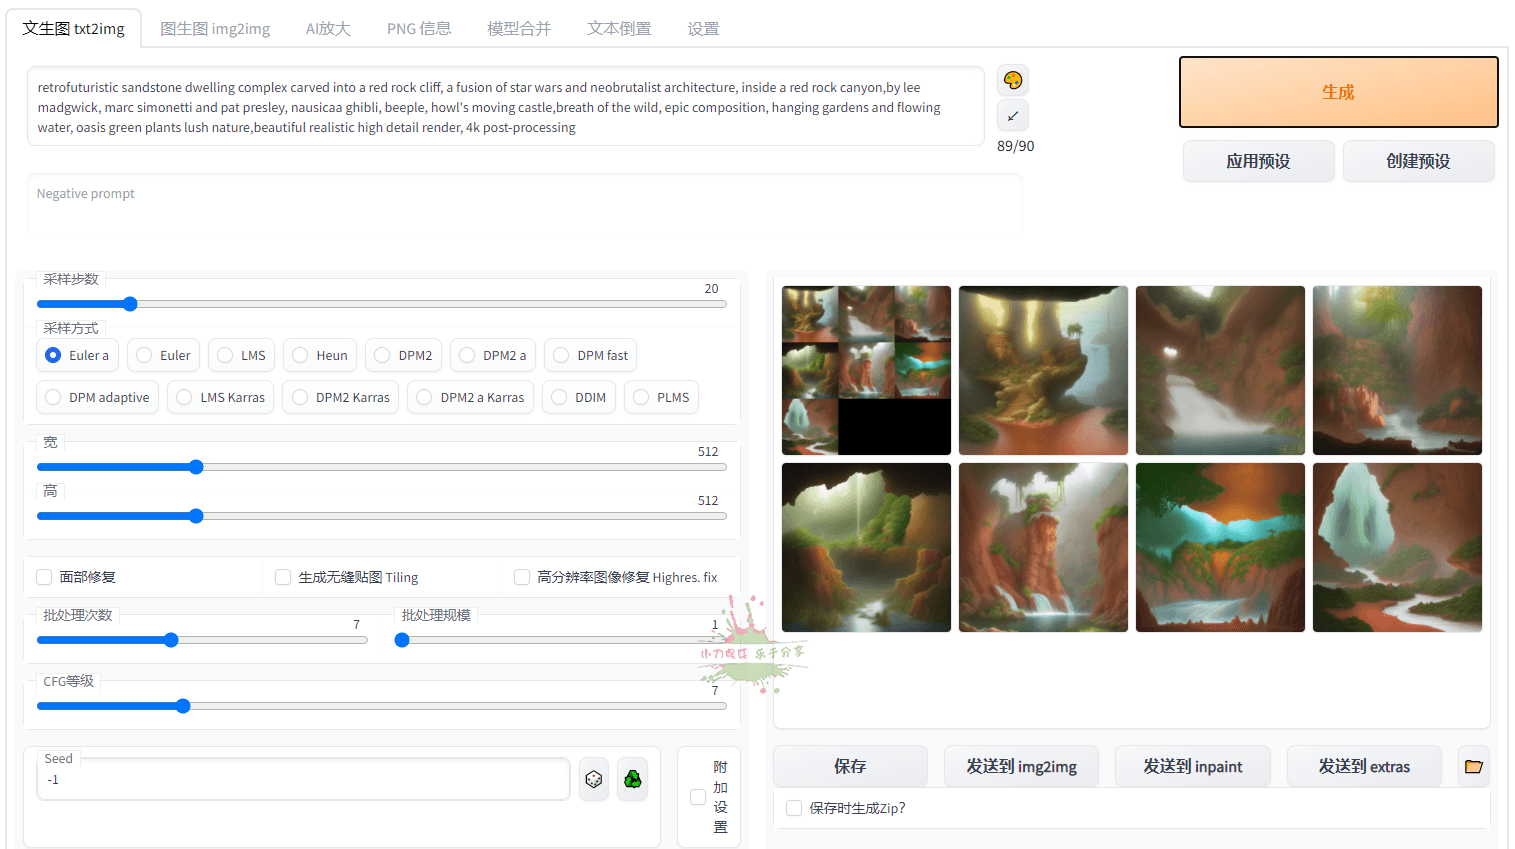 文生图 txt2img
图生图 img2img
AI放大
PNG 信息
模型合并
文本倒置
设置
retrofuturistic sandstone dwelling complex carved into a red rock cliff, a fusion of star wars and neobrutalist architecture, inside a red rock canyon,by lee
madgwick, marc simonetti and pat presley, nausicaa ghibli, beeple, howl's moving castle,breath of the wild, epic composition, hanging gardens and flowing
water, oasis green plants lush nature,beautiful realistic high detail render, 4k post-processing
89/90
生成
应用预设
创建预设
Negative prompt
采样步数
20
采样方式
Euler a
Euler
LMS
Heun
DPM2
DPM2 a
DPM fast
DPM adaptive
LMS Karras
DPM2 Karras
DPM2 a Karras
DDIM
PLMS
宽
512
高
512
面部修复
生成无缝贴图 Tiling
高分辨率图像修复 Highres. fix
批处理次数
7
批处理规模
1
小刀娱乐 乐于分享
CFG等级
7
Seed
-1
附
加
设
置
保存
发送到 img2img
发送到 inpaint
发送到 extras
保存时生成Zip？